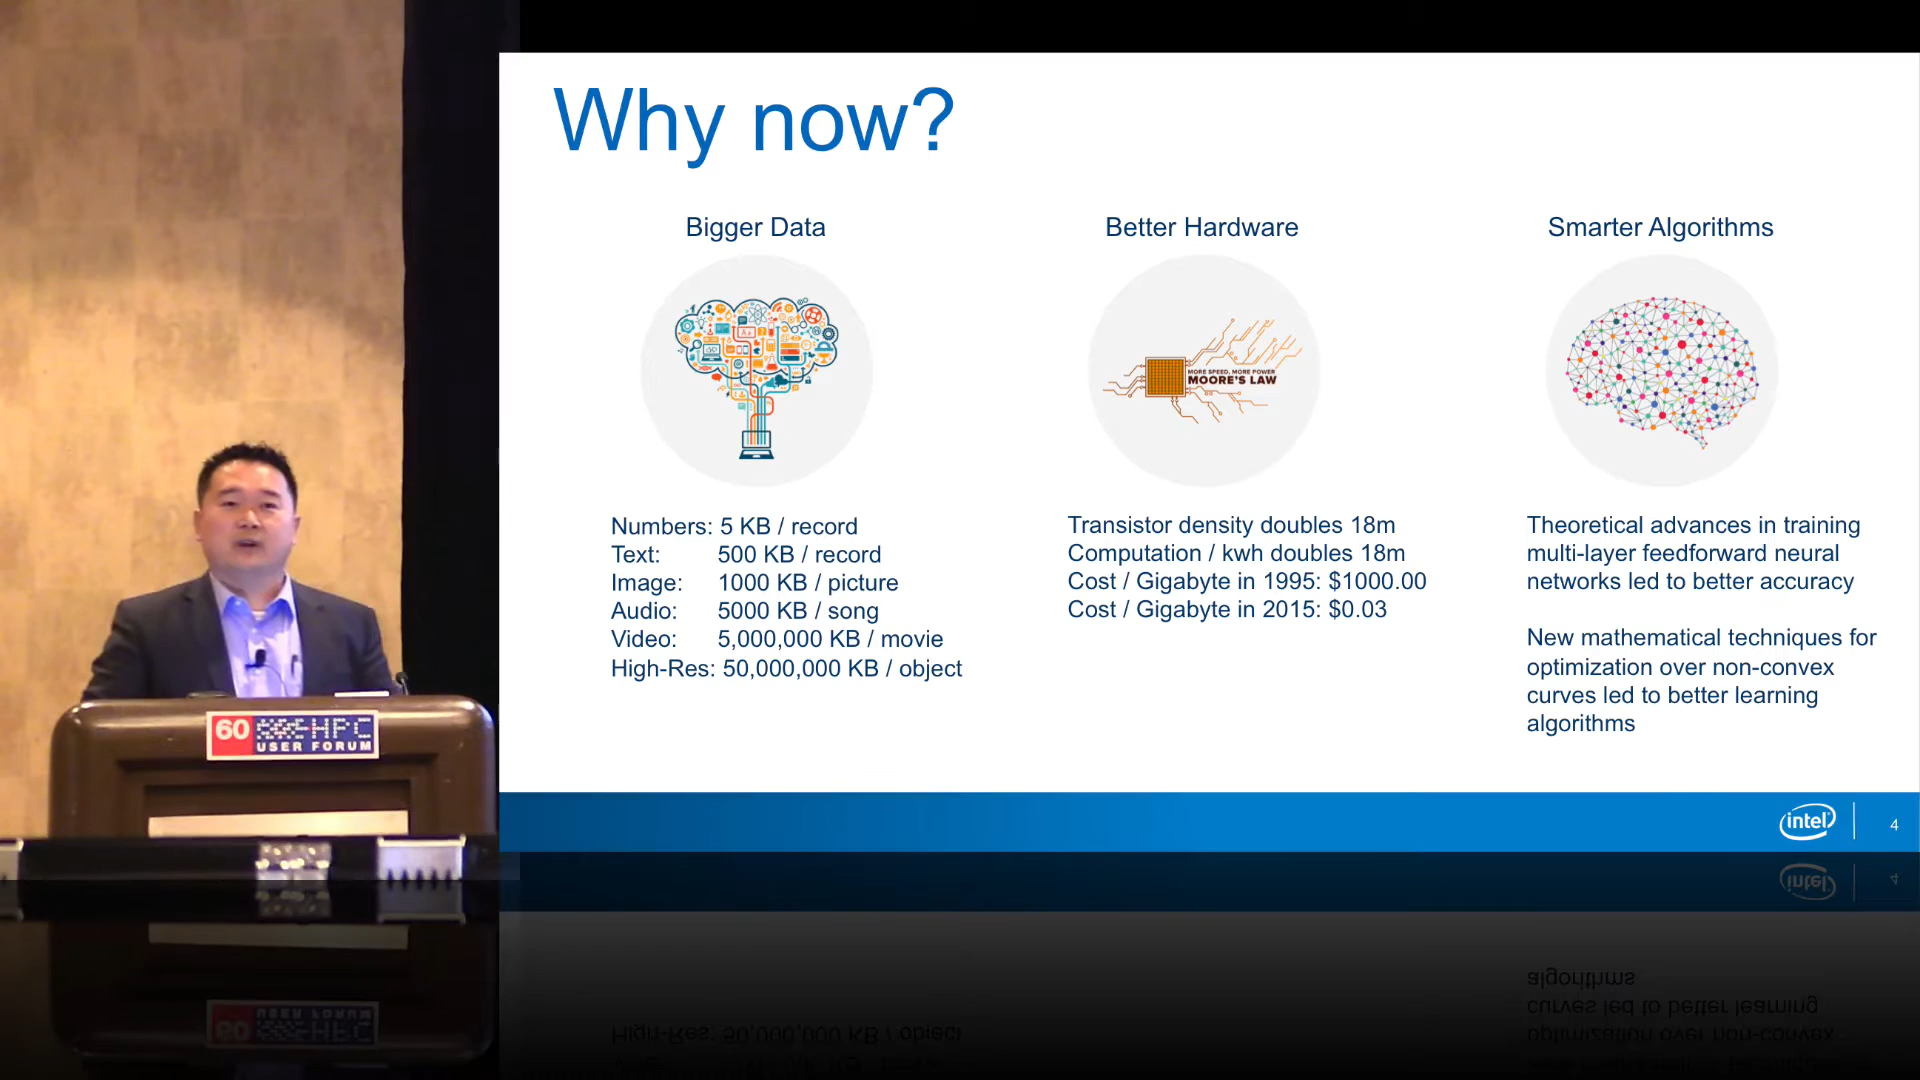 Why now?
Bigger Data
Numbers: 5 KB / record
Text: 500 KB / record
Image: 1000 KB / picture
Audio: 5000 KB / song
Video: 5,000,000 KB / movie
High-Res: 50,000,000 KB / object
Better Hardware
MORE SPEED, MORE POWER
MOORE'S LAW
Transistor density doubles 18m
Computation / kwh doubles 18m
Cost / Gigabyte in 1995: $1000.00
Cost / Gigabyte in 2015: $0.03
Smarter Algorithms
Theoretical advances in training
multi-layer feedforward neural
networks led to better accuracy
New mathematical techniques for
optimization over non-convex
curves led to better learning
algorithms
intel
4
60 HPC
USER FORUM